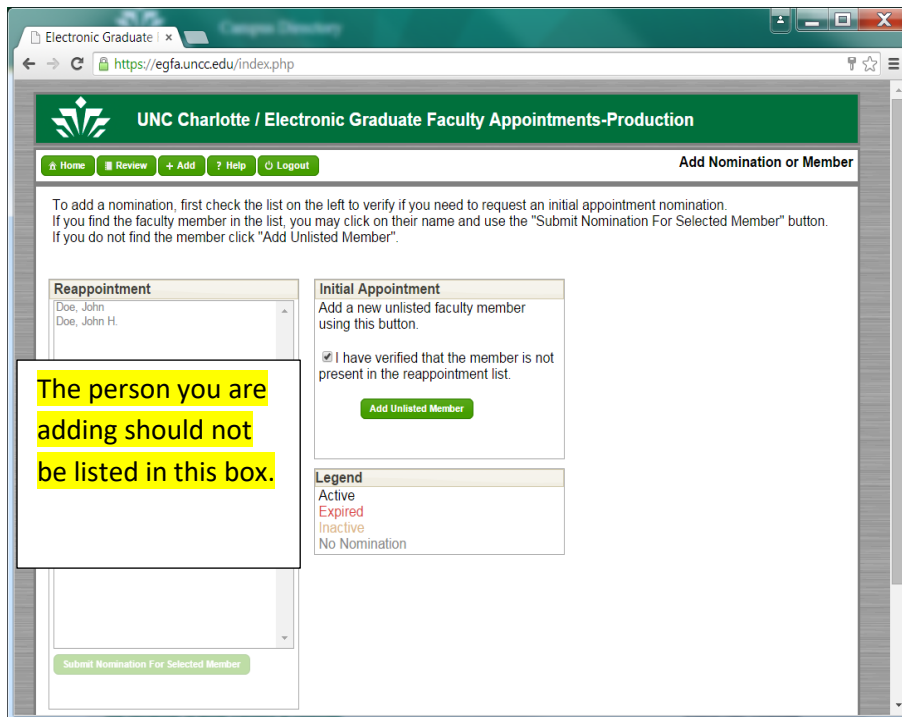 Campus Directory
Electronic Graduate
https://egfa.uncc.edu/index.php
UNC Charlotte / Electronic Graduate Faculty Appointments-Production
Home Review + Add ? Help Logout
Add Nomination or Member
To add a nomination, first check the list on the left to verify if you need to request an initial appointment nomination.
If you find the faculty member in the list, you may click on their name and use the "Submit Nomination For Selected Member" button.
If you do not find the member click "Add Unlisted Member".
Reappointment
Doe, John
Doe, John H.
The person you are
adding should not
be listed in this box.
Submit Nomination For Selected Member
Initial Appointment
Add a new unlisted faculty member
using this button.
I have verified that the member is not
present in the reappointment list.
Add Unlisted Member
Legend
Active
Expired
Inactive
No Nomination